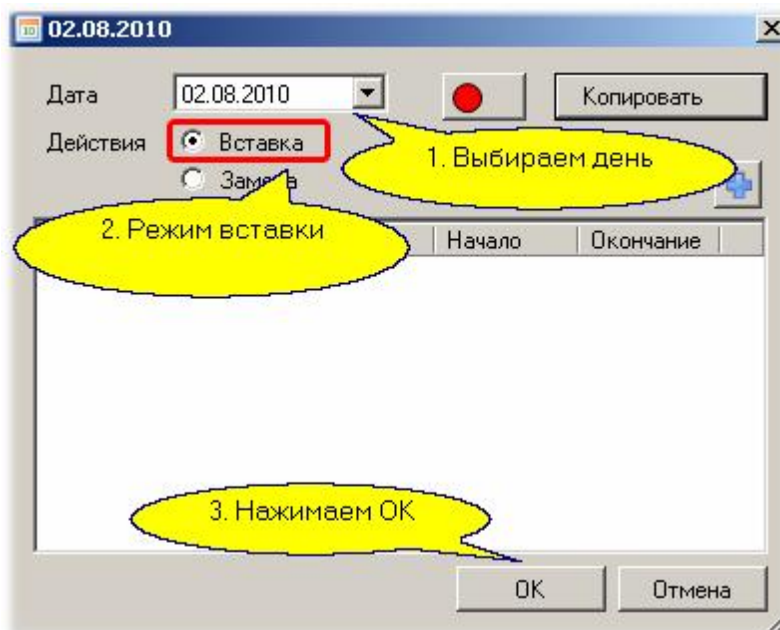 02.08.2010
Дата 02.08.2010 Копировать
Действия Вставка
1. Выбираем день
Замена
2. Режим вставки
Начало Окончание
3. Нажимаем ОК
OK Отмена